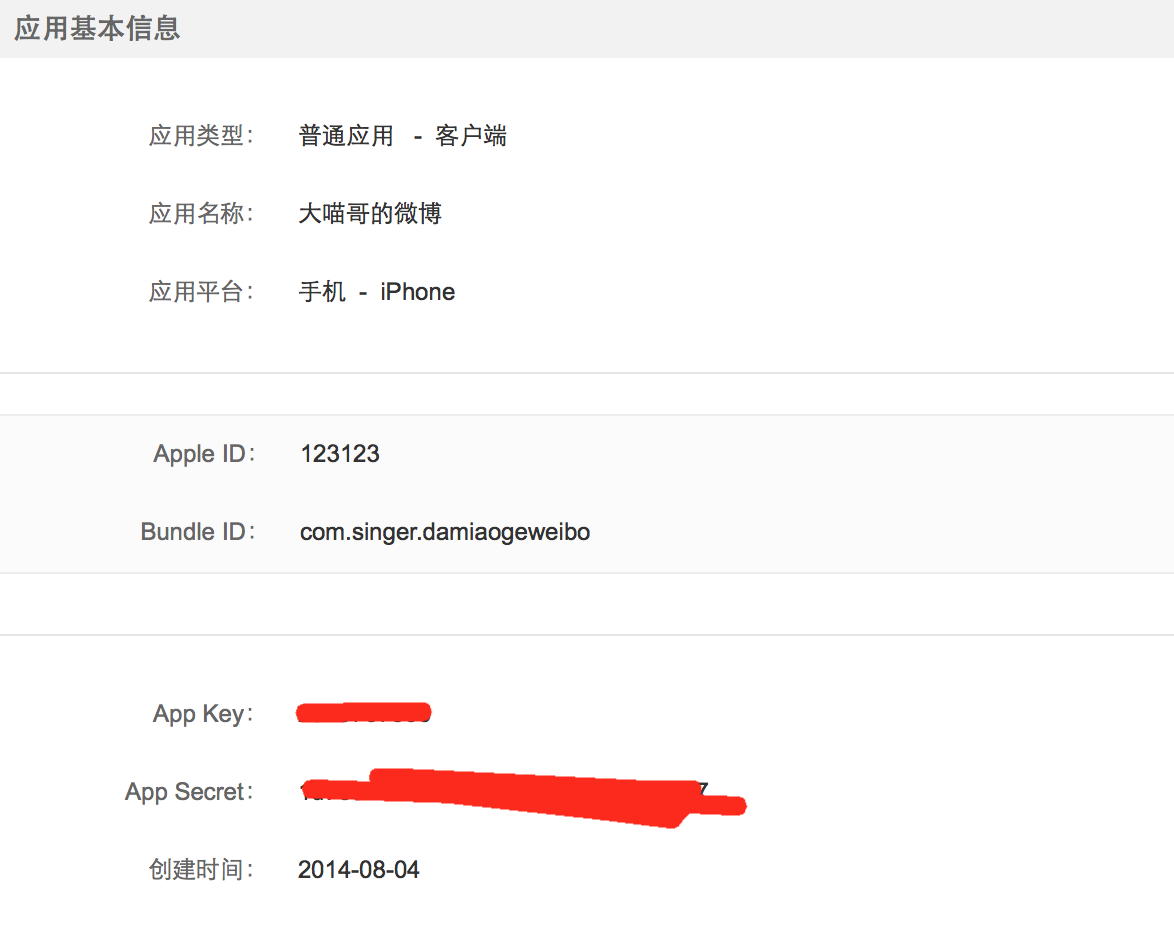 应用基本信息
应用类型： 普通应用 - 客户端
应用名称： 大喵哥的微博
应用平台： 手机 - iPhone
Apple ID： 123123
Bundle ID： com.singer.damiaogeweibo
App Key：
App Secret：
创建时间： 2014-08-04